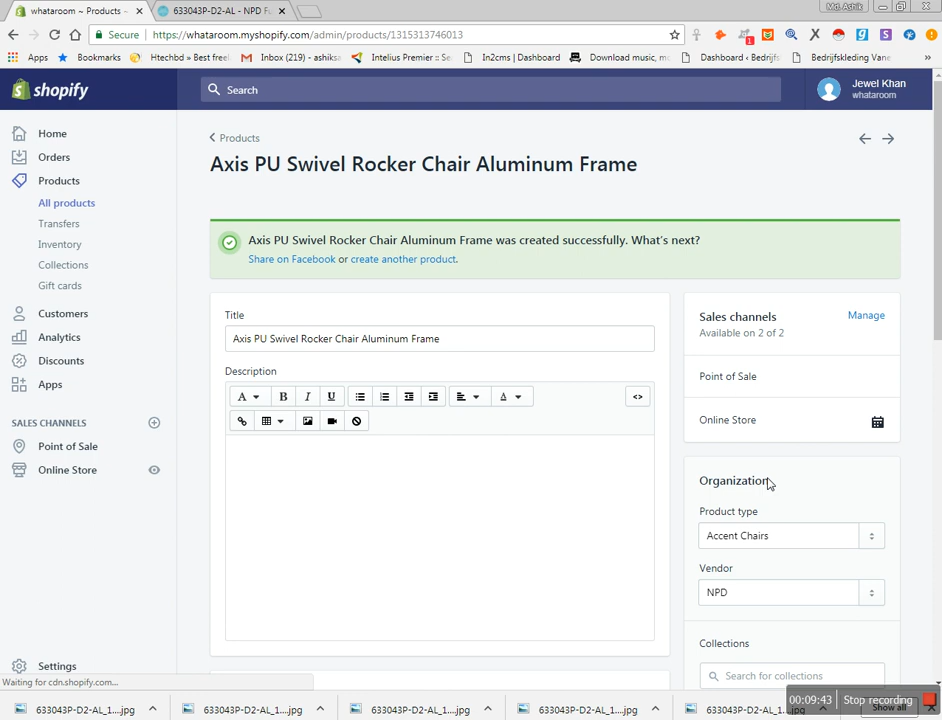 whataroom ~ Products ~
633043P-D2-AL - NPD Fu
Md. Ashik
Secure
https://whataroom.myshopify.com/admin/products/1315313746013
Apps
Bookmarks
Htechbd » Best free
Inbox (219) - ashiksa
Intelius Premier :: Se
In2cms | Dashboard
Download music, mo
Dashboard ‹ Bedrijfs
Bedrijfskleding Vane
»
shopify
Search
Jewel Khan
whataroom
Home
Orders
Products
All products
Transfers
Inventory
Collections
Gift cards
Customers
Analytics
Discounts
Apps
SALES CHANNELS
Point of Sale
Online Store
Settings
Products
Axis PU Swivel Rocker Chair Aluminum Frame
Axis PU Swivel Rocker Chair Aluminum Frame was created successfully. What's next?
Share on Facebook or create another product.
Title
Axis PU Swivel Rocker Chair Aluminum Frame
Description
A
B
I
U
A
<>
Sales channels
Manage
Available on 2 of 2
Point of Sale
Online Store
Organization
Product type
Accent Chairs
Vendor
NPD
Collections
Search for collections
Waiting for cdn.shopify.com...
00:09:43
Stop recording
633043P-D2-AL_1....jpg
633043P-D2-AL_1....jpg
633043P-D2-AL_1....jpg
633043P-D2-AL_1....jpg
633043P-D2-AL_1....jpg
Show all